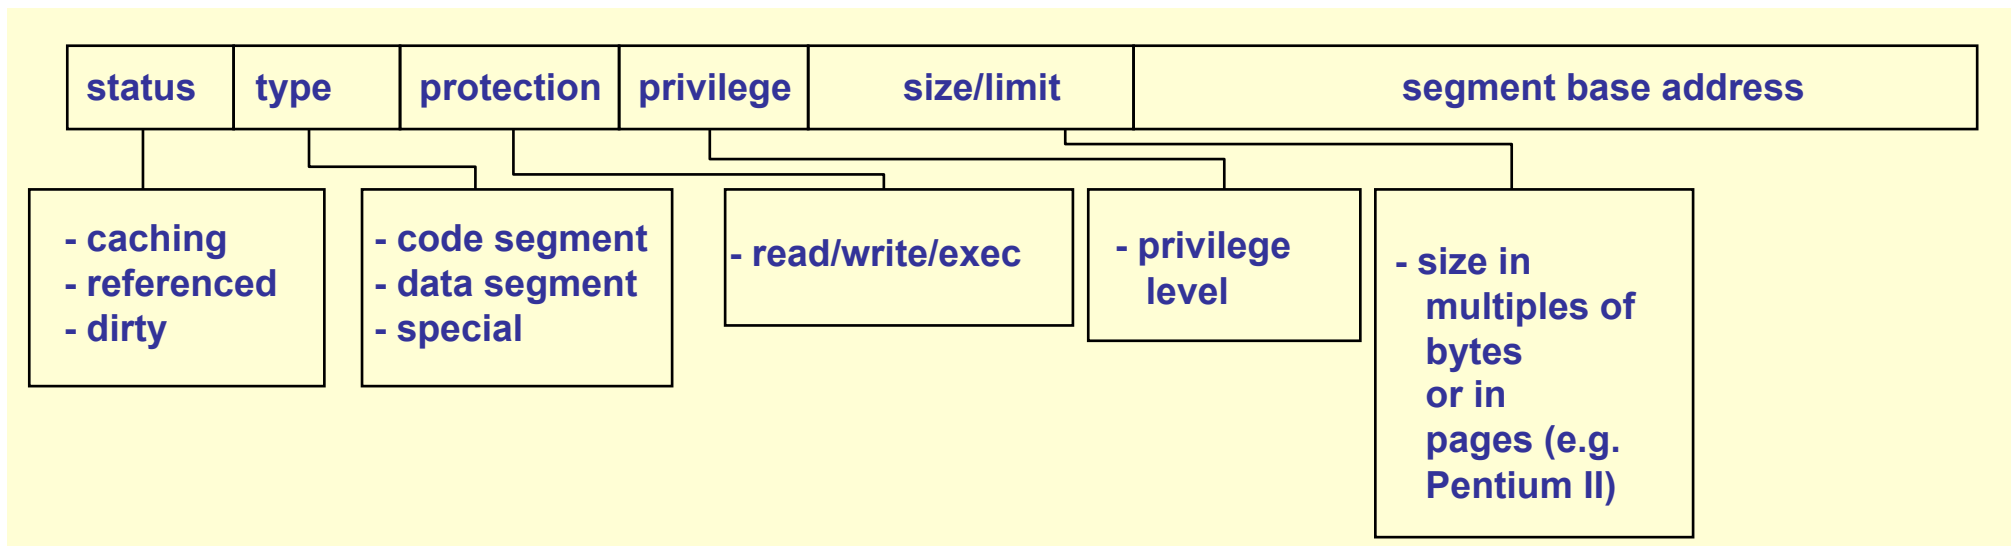 status type protection privilege size/limit segment base address
- caching
- referenced
- dirty
- code segment
- data segment
- special
- read/write/exec
- privilege
level
- size in
multiples of
bytes
or in
pages (e.g.
Pentium II)